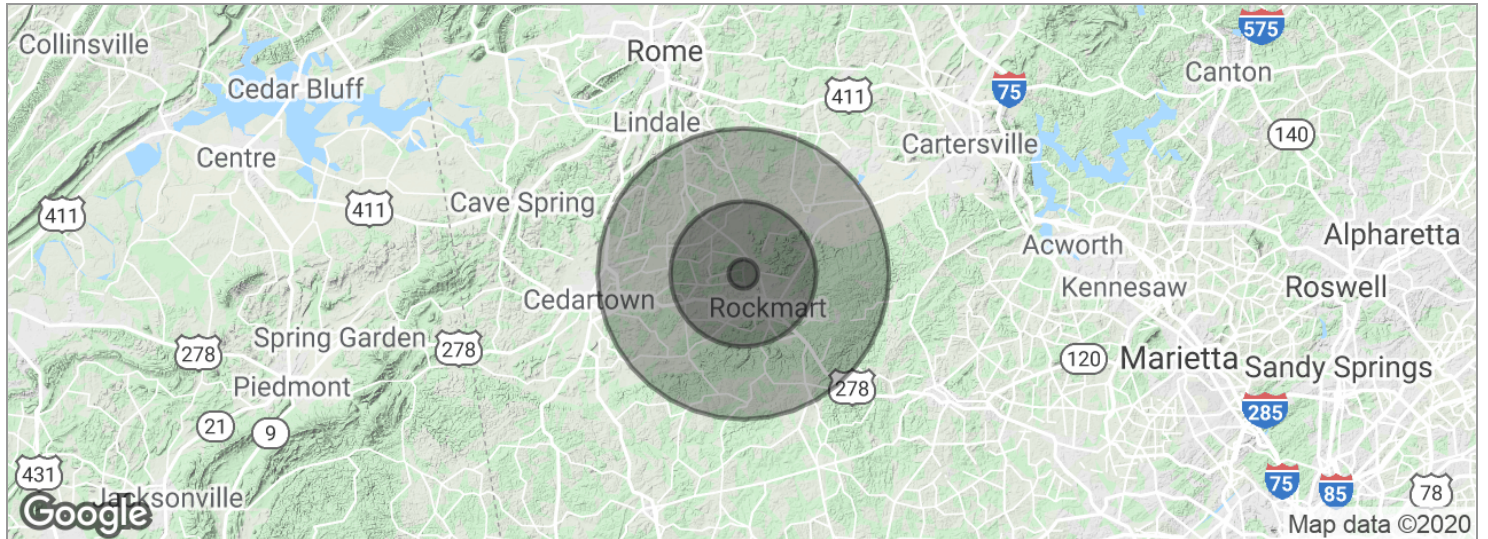 575
Collinsville
Rome
Canton
Cedar Bluff
75
411
Lindale
140
Cartersville
Centre
411
411
Cave Spring
Alpharetta
Acworth
Kennesaw
Roswell
Cedartown
Rockmart
278
Spring Garden
278
120
Marietta
Sandy Springs
Piedmont
278
285
21
9
431
75
85
78
Jacksonville
Google
Map data ©2020